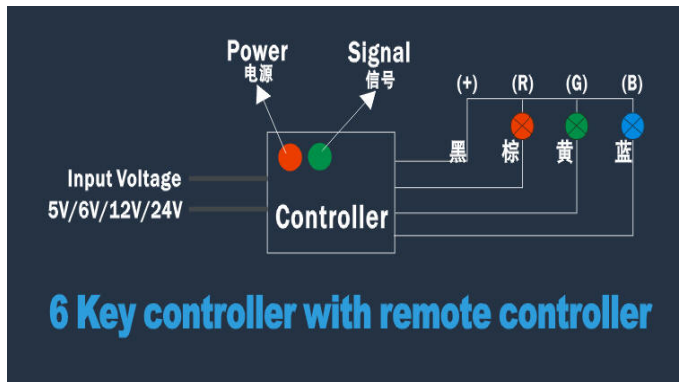 Power
电源
Signal
信号
(+) (R) (G) (B)
黑 棕 黄 蓝
Input Voltage
5V/6V/12V/24V
Controller
6 Key controller with remote controller